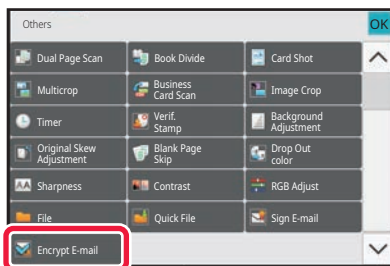 Others
OK
Dual Page Scan
Book Divide
Card Shot
Multicrop
Business
Card Scan
Image Crop
Timer
Verif.
Stamp
Background
Adjustment
Original Skew
Adjustment
Blank Page
Skip
Drop Out
color
AA
Sharpness
Contrast
RGB Adjust
File
Quick File
Sign E-mail
Encrypt E-mail